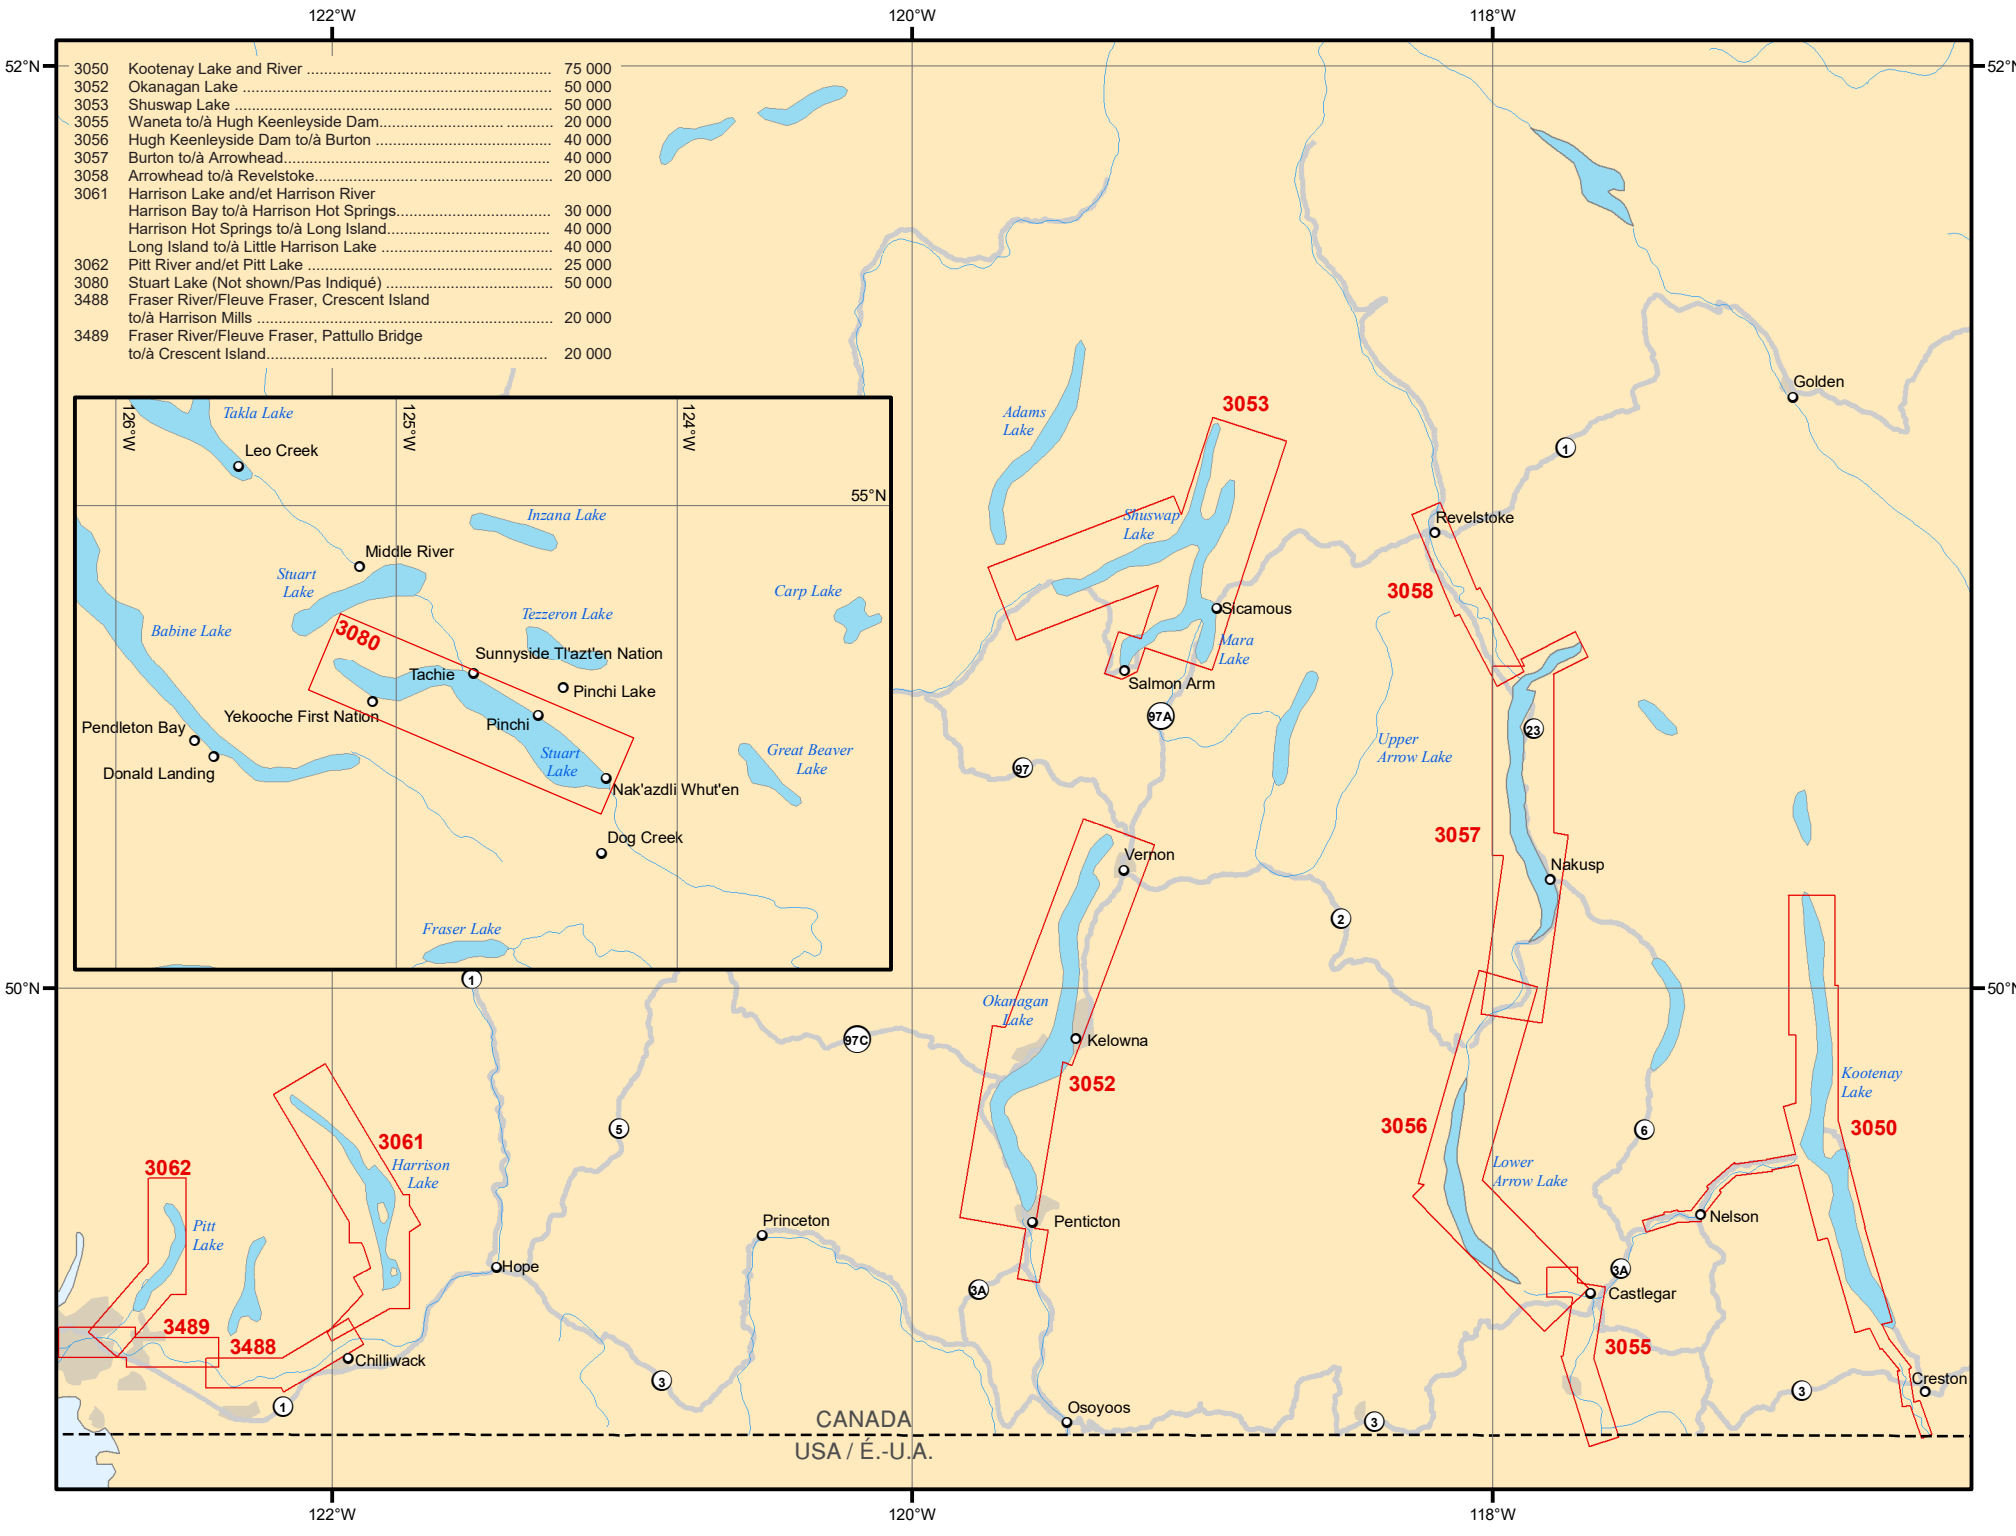 122°W 120°W 118°W
52°N 52°N
3050 Kootenay Lake and River ........................................................ 75 000
3052 Okanagan Lake ........................................................................ 50 000
3053 Shuswap Lake .......................................................................... 50 000
3055 Waneta to/à Hugh Keenleyside Dam............................. ........... 20 000
3056 Hugh Keenleyside Dam to/à Burton ......................................... 40 000
3057 Burton to/à Arrowhead.............................................................. 40 000
3058 Arrowhead to/à Revelstoke........................ ............................... 20 000
3061 Harrison Lake and/et Harrison River
Harrison Bay to/à Harrison Hot Springs.................................... 30 000
Harrison Hot Springs to/à Long Island...................................... 40 000
Long Island to/à Little Harrison Lake ........................................ 40 000
3062 Pitt River and/et Pitt Lake ......................................................... 25 000
3080 Stuart Lake (Not shown/Pas Indiqué) ....................................... 50 000
3488 Fraser River/Fleuve Fraser, Crescent Island
to/à Harrison Mills ..................................................................... 20 000
3489 Fraser River/Fleuve Fraser, Pattullo Bridge
to/à Crescent Island.................................... ............................. 20 000
Golden
126°W
125°W
124°W
Takla Lake
Leo Creek
55°N
Inzana Lake
Middle River
Stuart
Lake
Carp Lake
Tezzeron Lake
Babine Lake
3080
Sunnyside Tl'azt'en Nation
Tachie
Pinchi Lake
Yekooche First Nation
Pinchi
Pendleton Bay
Donald Landing
Stuart
Lake
Great Beaver
Lake
Nak'azdli Whut'en
Dog Creek
Fraser Lake
3053
Adams
Lake
1
Shuswap
Lake
Revelstoke
3058
Sicamous
Mara
Lake
Salmon Arm
97A
23
Upper
Arrow Lake
97
3057
Vernon
Nakusp
2
1
50°N 50°N
Okanagan
Lake
97C
Kelowna
3052
Kootenay
Lake
3056
5
6
3050
3061
Harrison
Lake
3062
Lower
Arrow Lake
Pitt
Lake
Princeton
Penticton
Nelson
Hope
3A
3A
Castlegar
3489
3488
3055
Chilliwack
3
1
Creston
3
Osoyoos
3
CANADA
USA / É.-U.A.
122°W 120°W 118°W